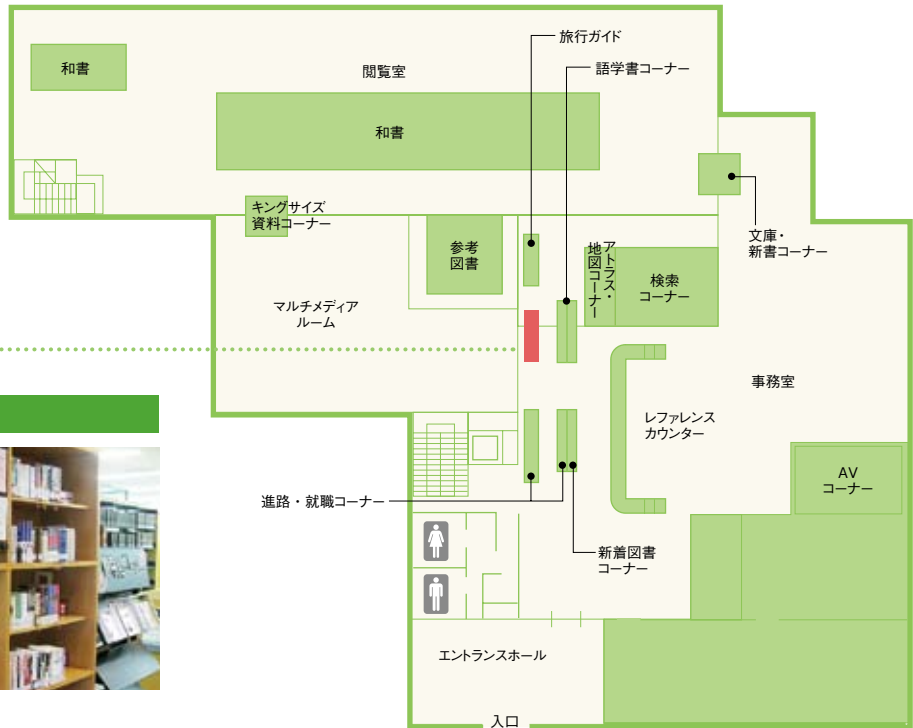 旅行ガイド
語学書コーナー
和書
閲覧室
和書
キングサイズ
資料コーナー
参考
図書
アトラス・
地図コーナー
検索
コーナー
文庫・
新書コーナー
マルチメディア
ルーム
事務室
レファレンス
カウンター
AV
コーナー
進路・就職コーナー
新着図書
コーナー
エントランスホール
入口